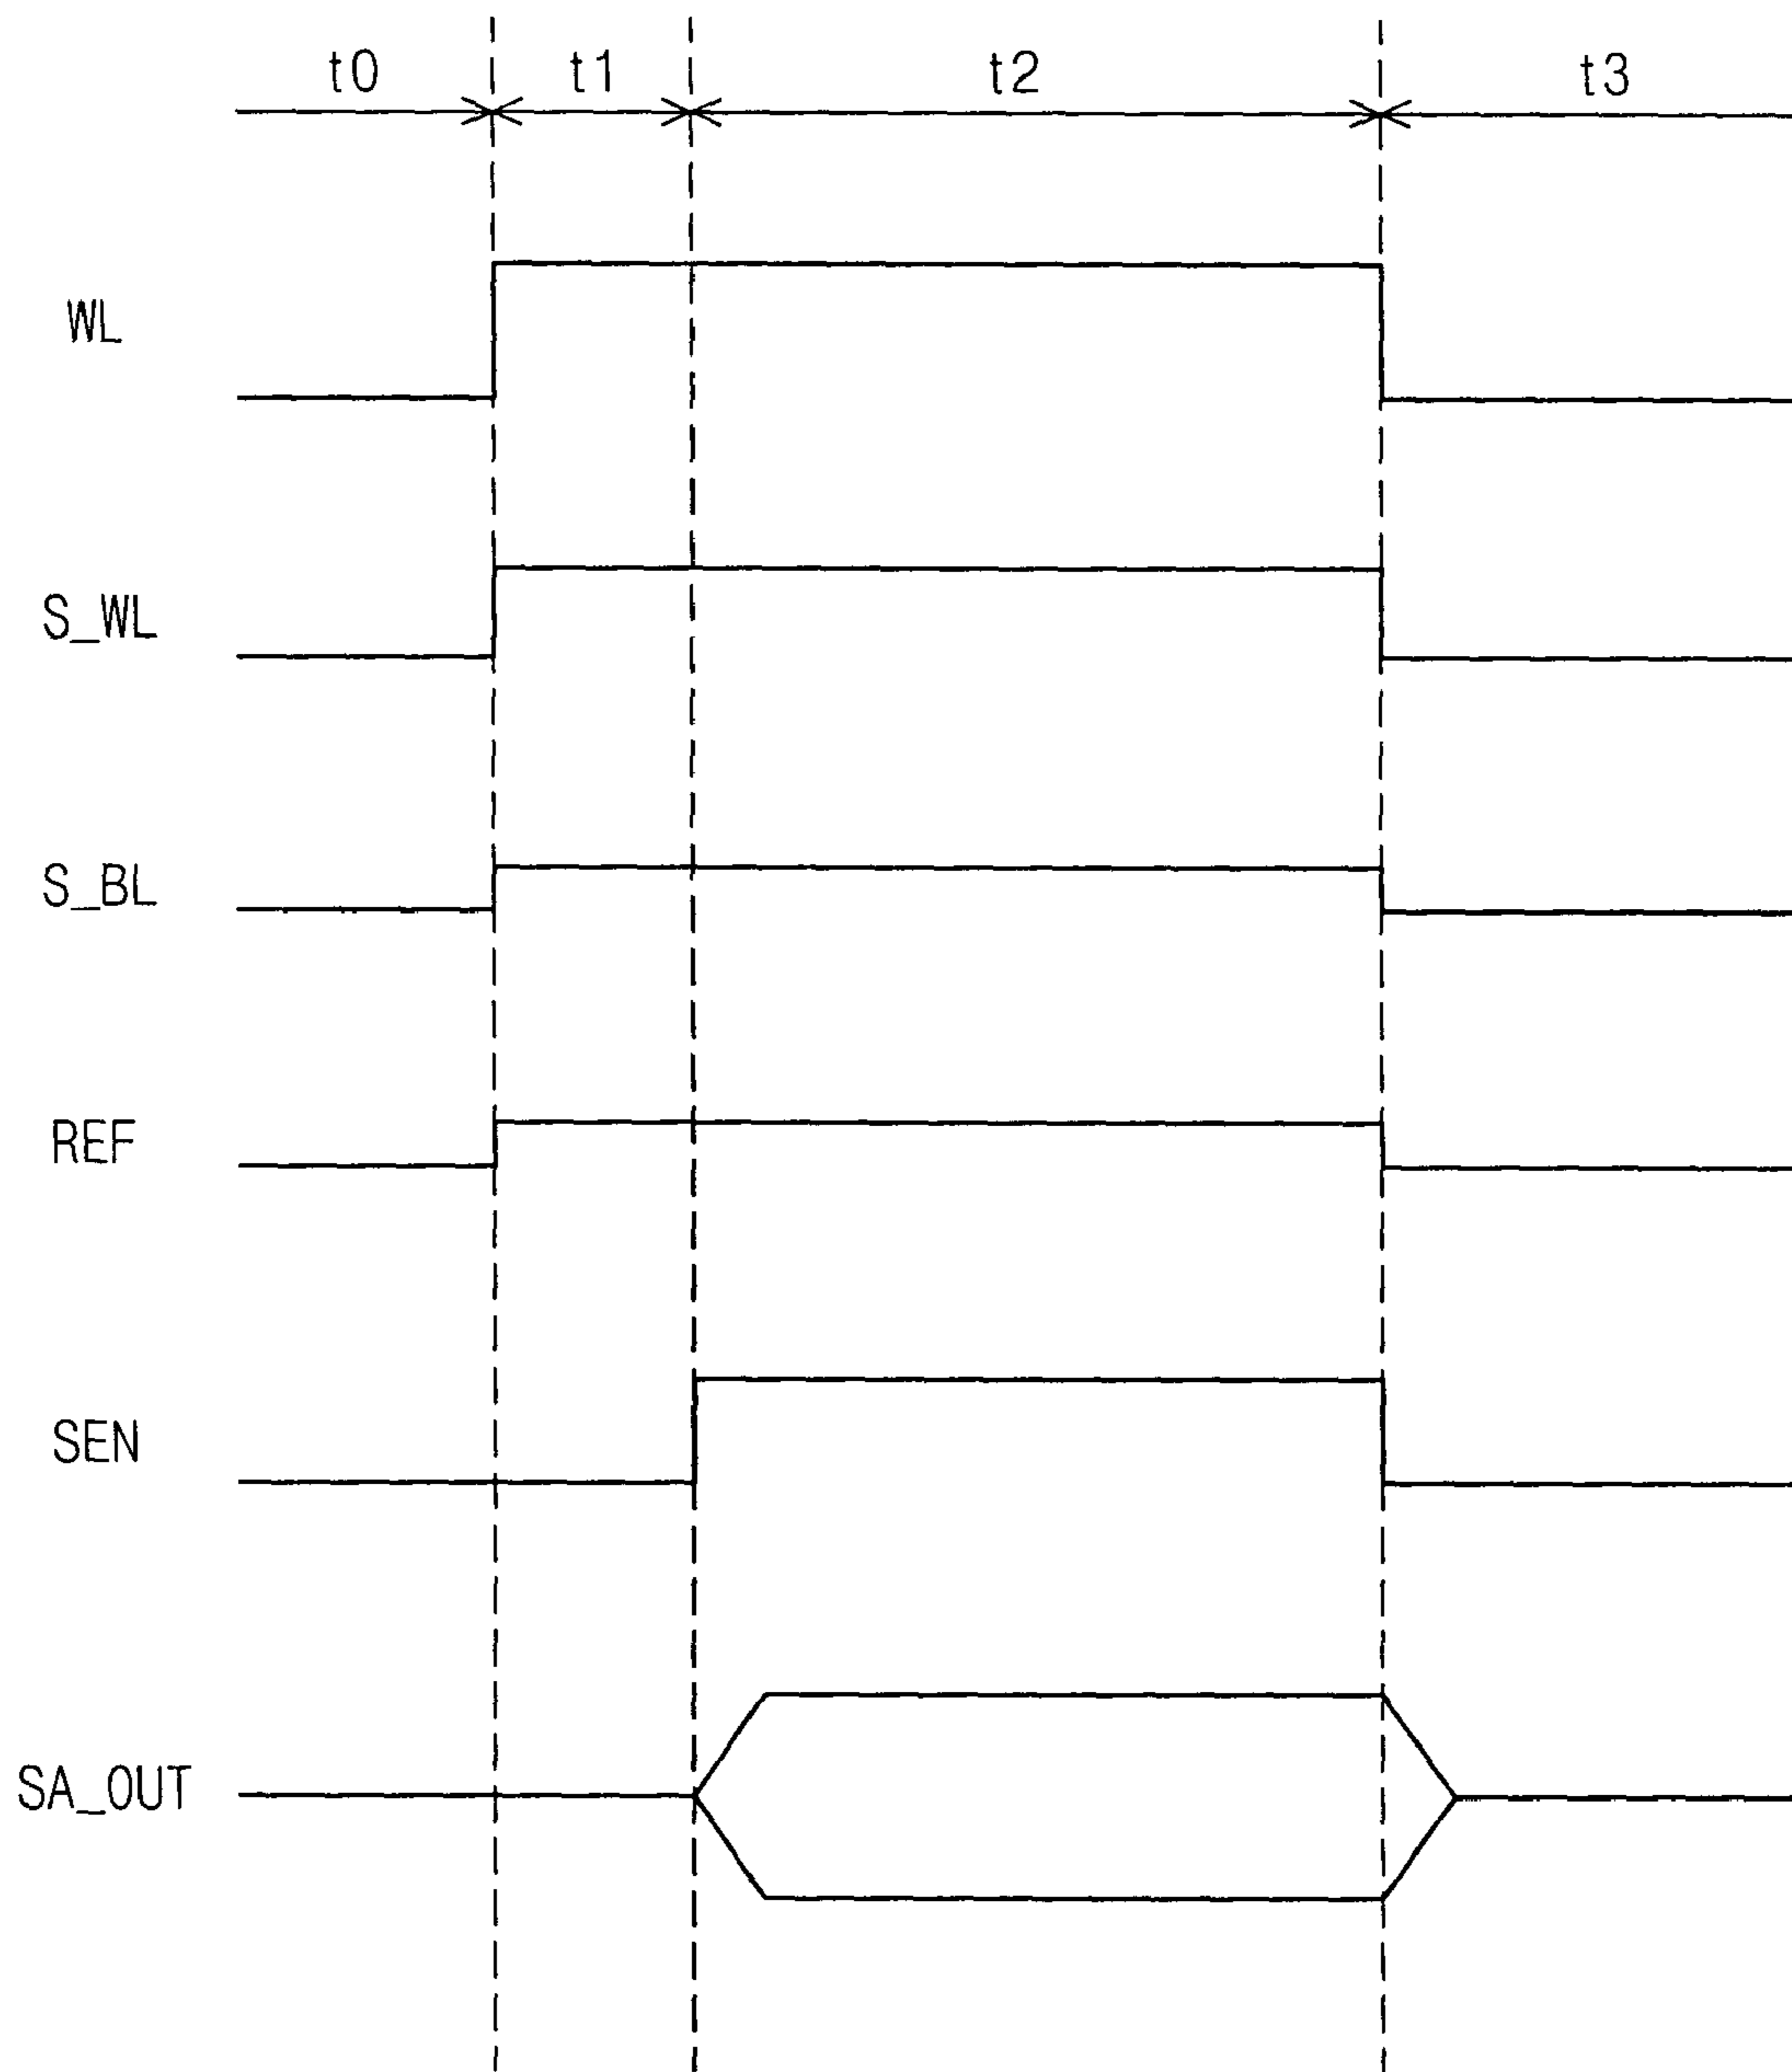 t0 t1 t2 t3
WL
S_WL
S_BL
REF
SEN
SA_OUT